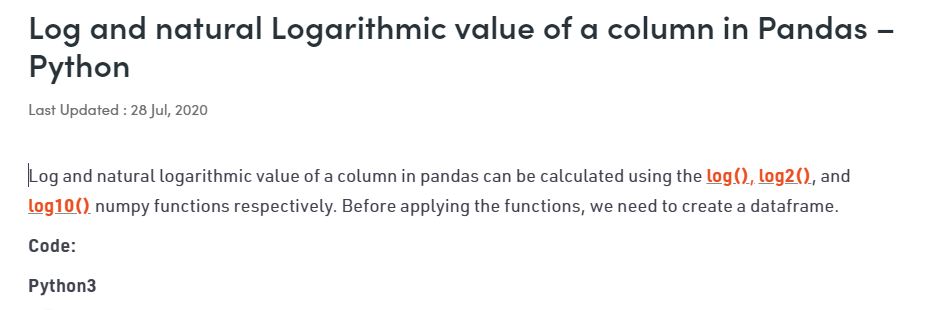 Log and natural Logarithmic value of a column in Pandas –
Python
Last Updated : 28 Jul, 2020
Log and natural logarithmic value of a column in pandas can be calculated using the log(), log2(), and
log10() numpy functions respectively. Before applying the functions, we need to create a dataframe.
Code:
Python3